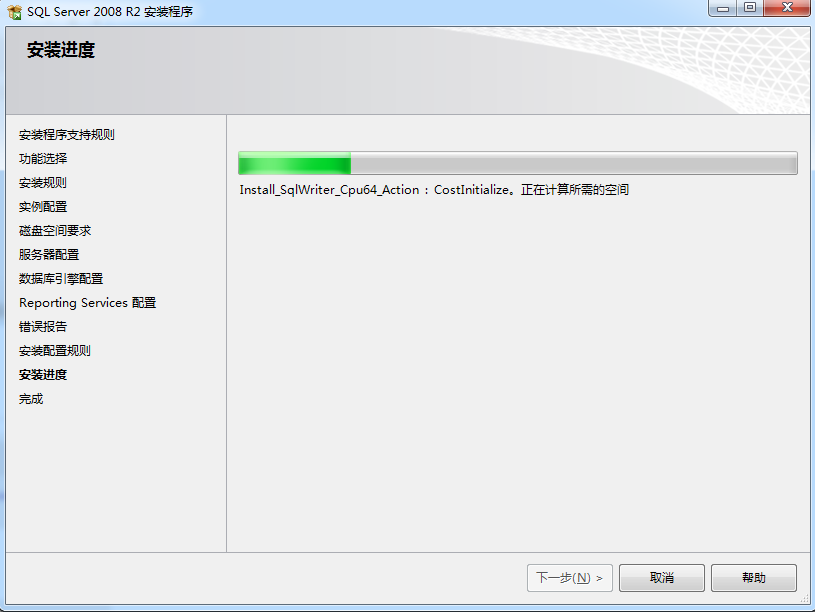 SQL Server 2008 R2 安装程序
安装进度
安装程序支持规则
功能选择
安装规则
实例配置
磁盘空间要求
服务器配置
数据库引擎配置
Reporting Services 配置
错误报告
安装配置规则
安装进度
完成
Install_SqlWriter_Cpu64_Action : CostInitialize。正在计算所需的空间
下一步(N) >
取消
帮助